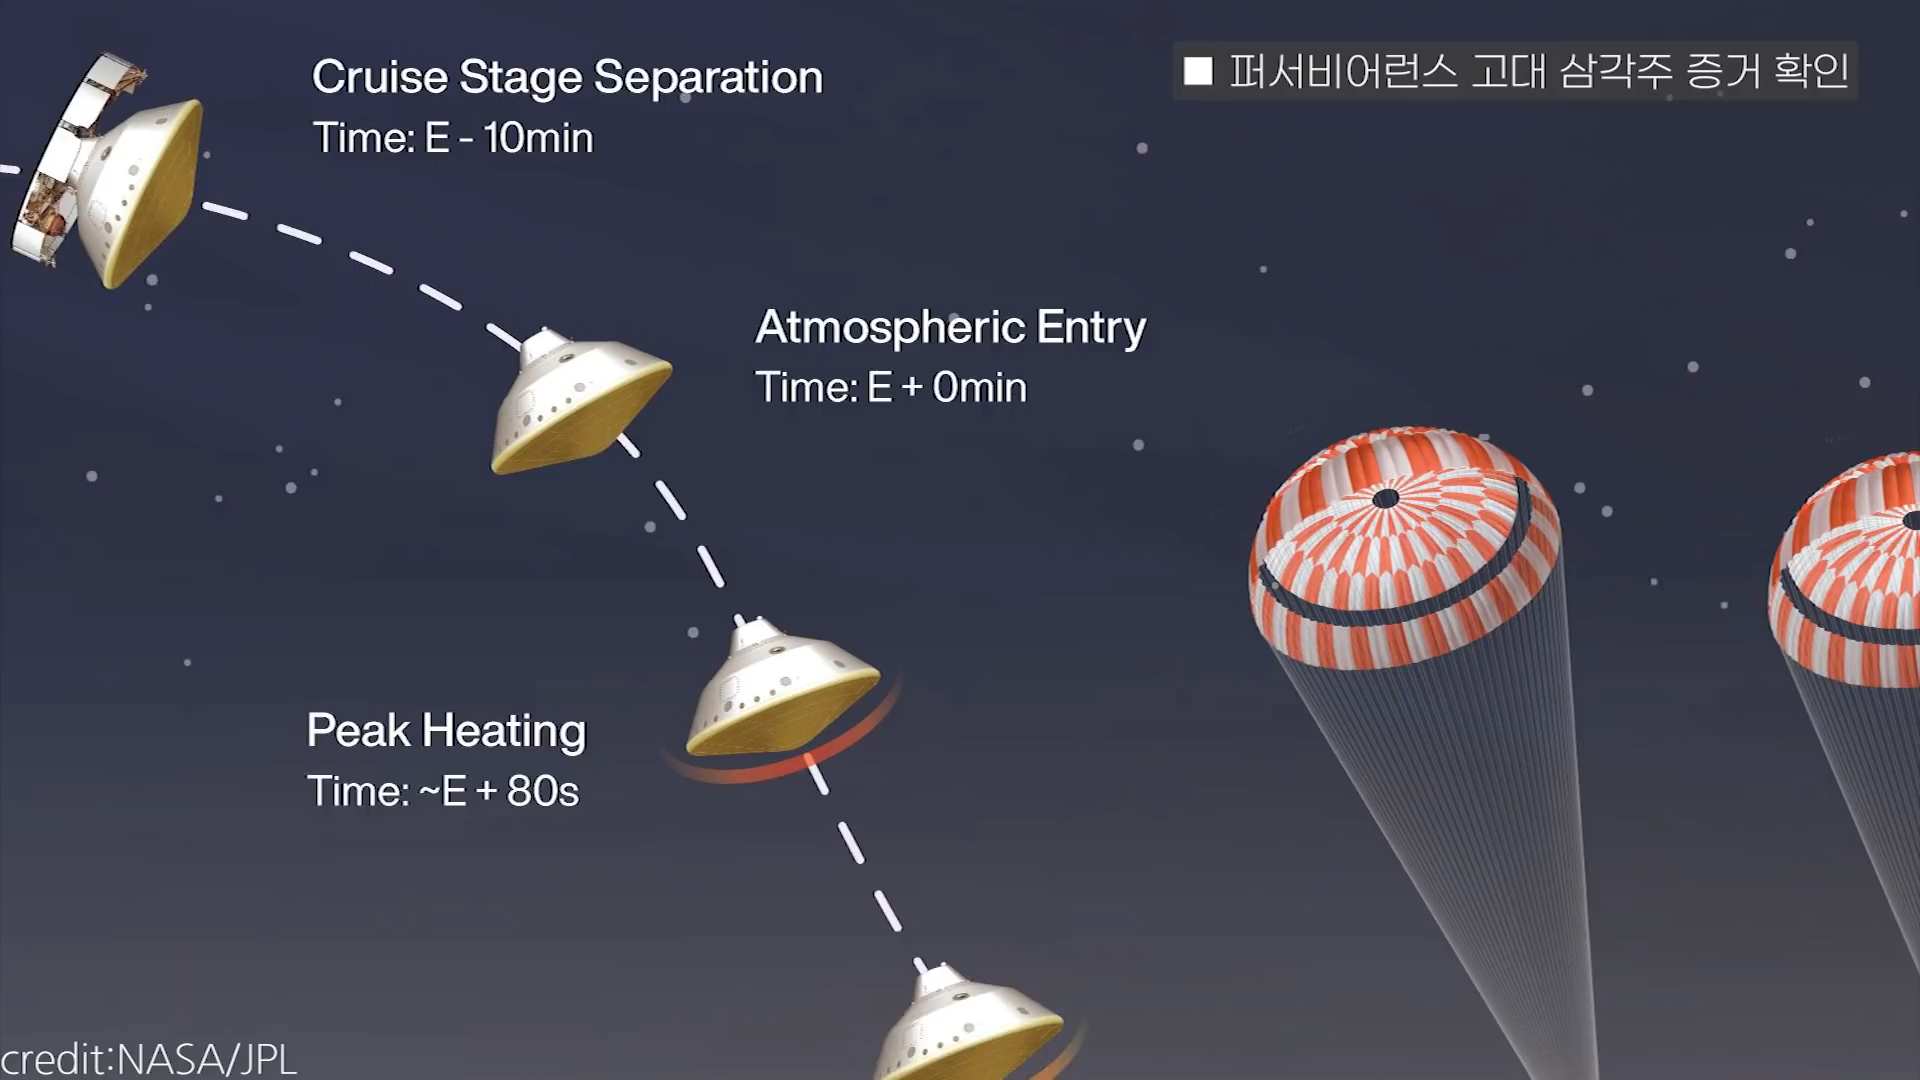 Cruise Stage Separation
Time: E - 10min
■ 퍼서비어런스 고대 삼각주 증거 확인
Atmospheric Entry
Time: E + 0min
Peak Heating
Time: ~E + 80s
credit:NASA/JPL